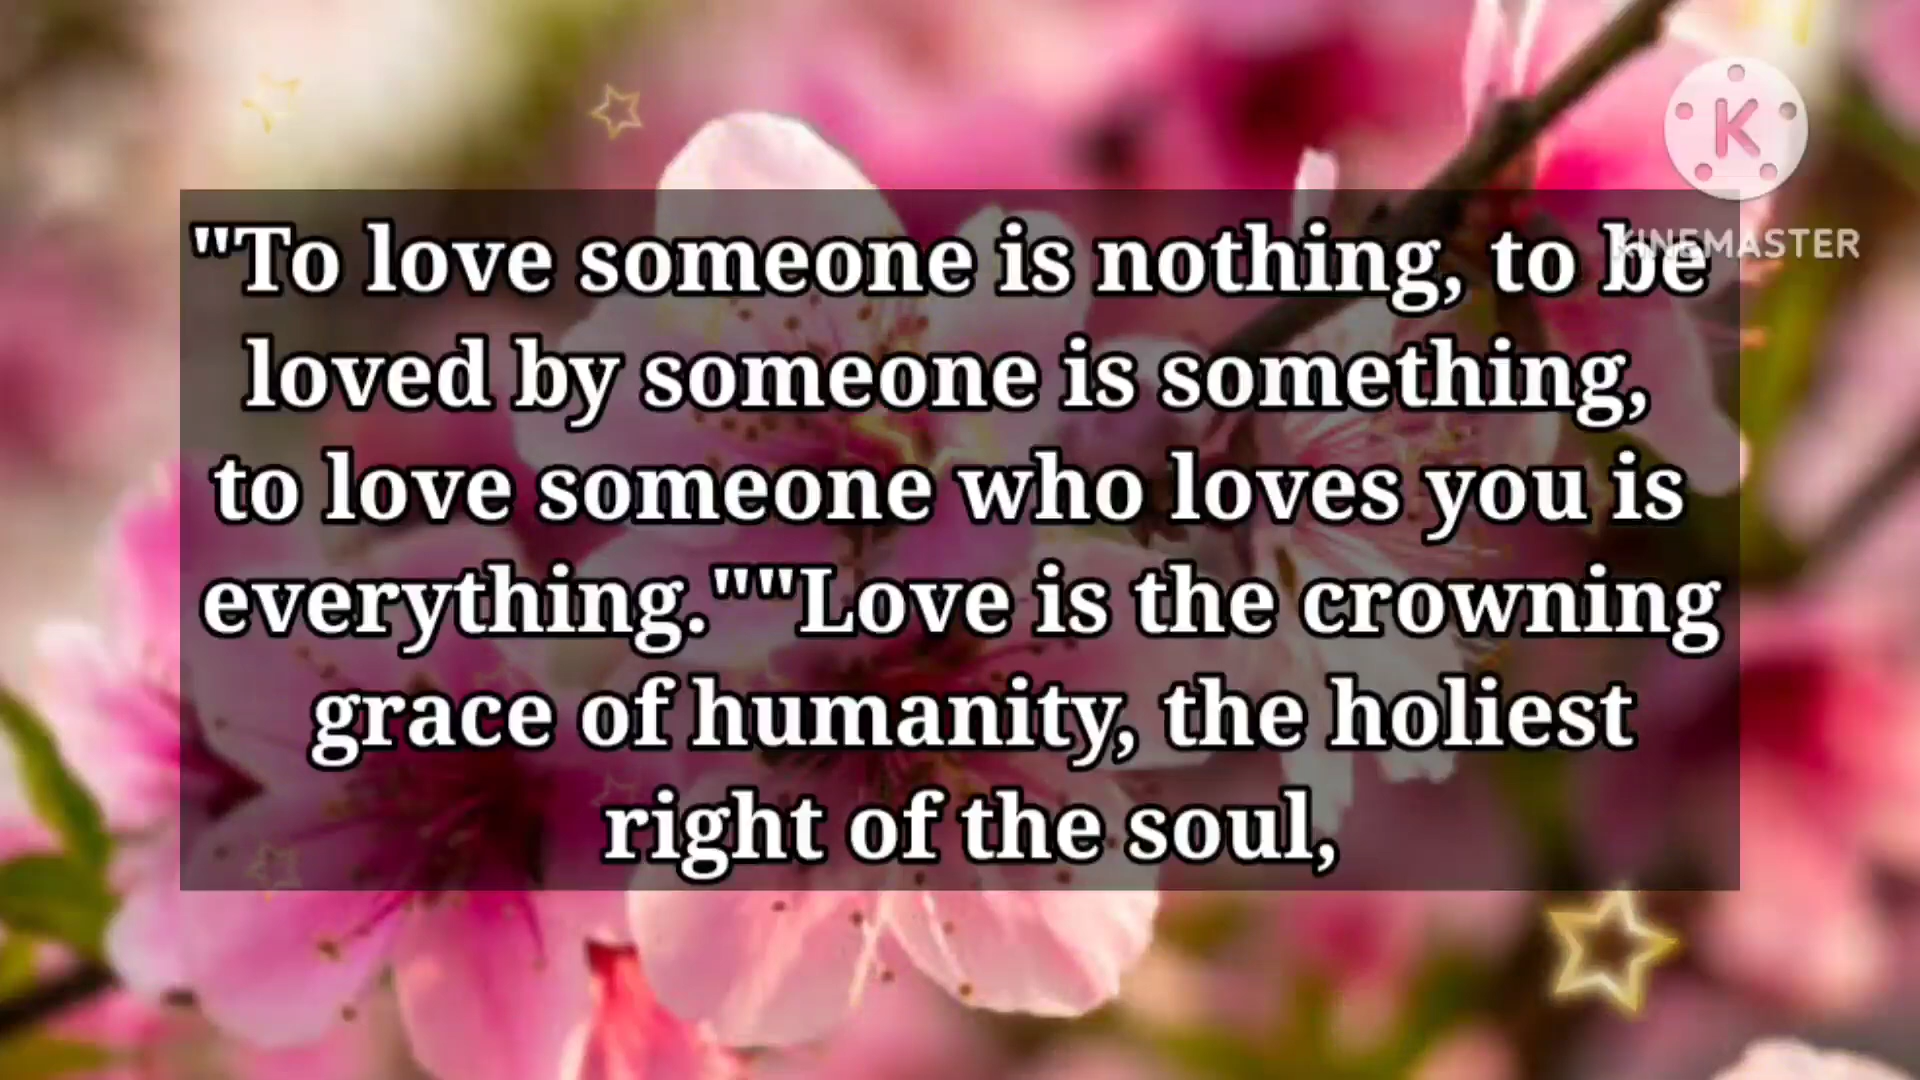 "To love someone is nothing, to be
loved by someone is something,
to love someone who loves you is
everything.""Love is the crowning
grace of humanity, the holiest
right of the soul,
K
KINEMASTER